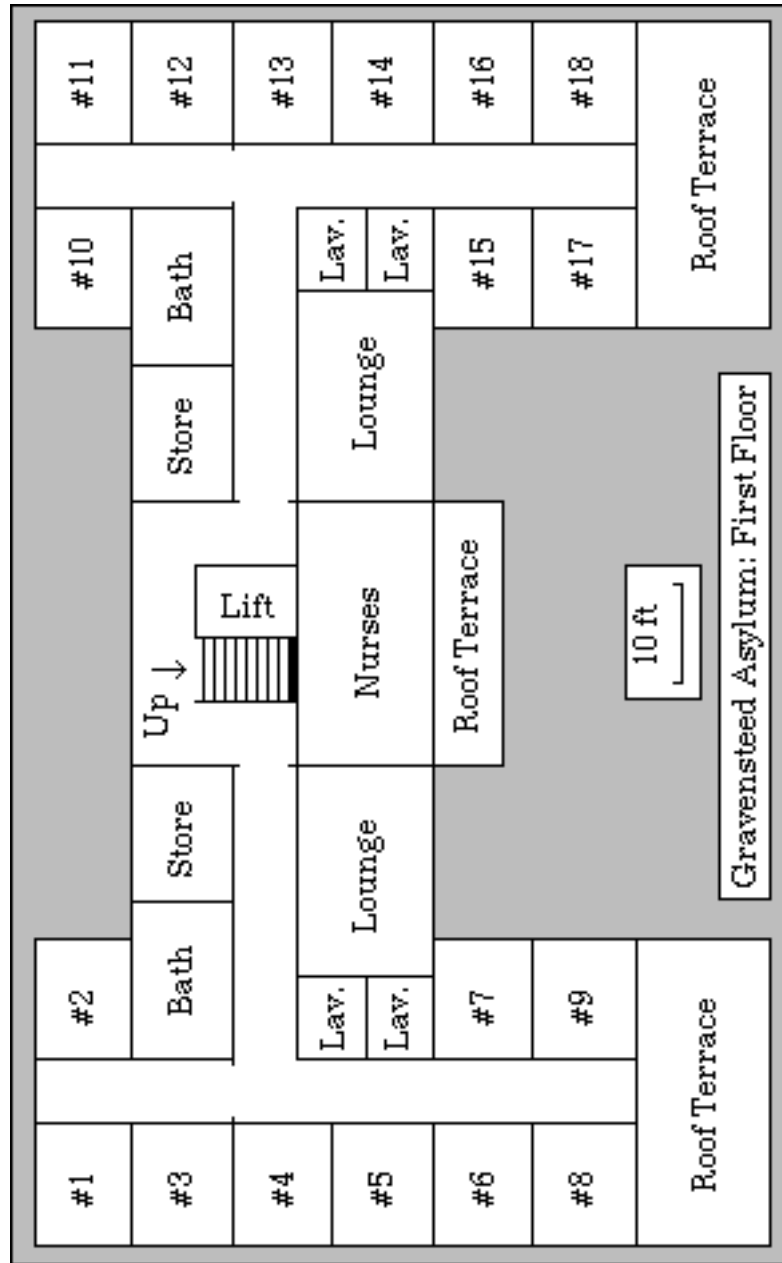 #1
#2
#10
#11
#3
Bath
Store
Up →
Store
Bath
#12
#4
Lift
#13
Lav.
Lav.
#5
Lav.
Lounge
Nurses
Lounge
Lav.
#14
#6
#7
Roof Terrace
#15
#16
#8
#9
#17
#18
10 ft
Roof Terrace
Roof Terrace
Gravensteed Asylum: First Floor